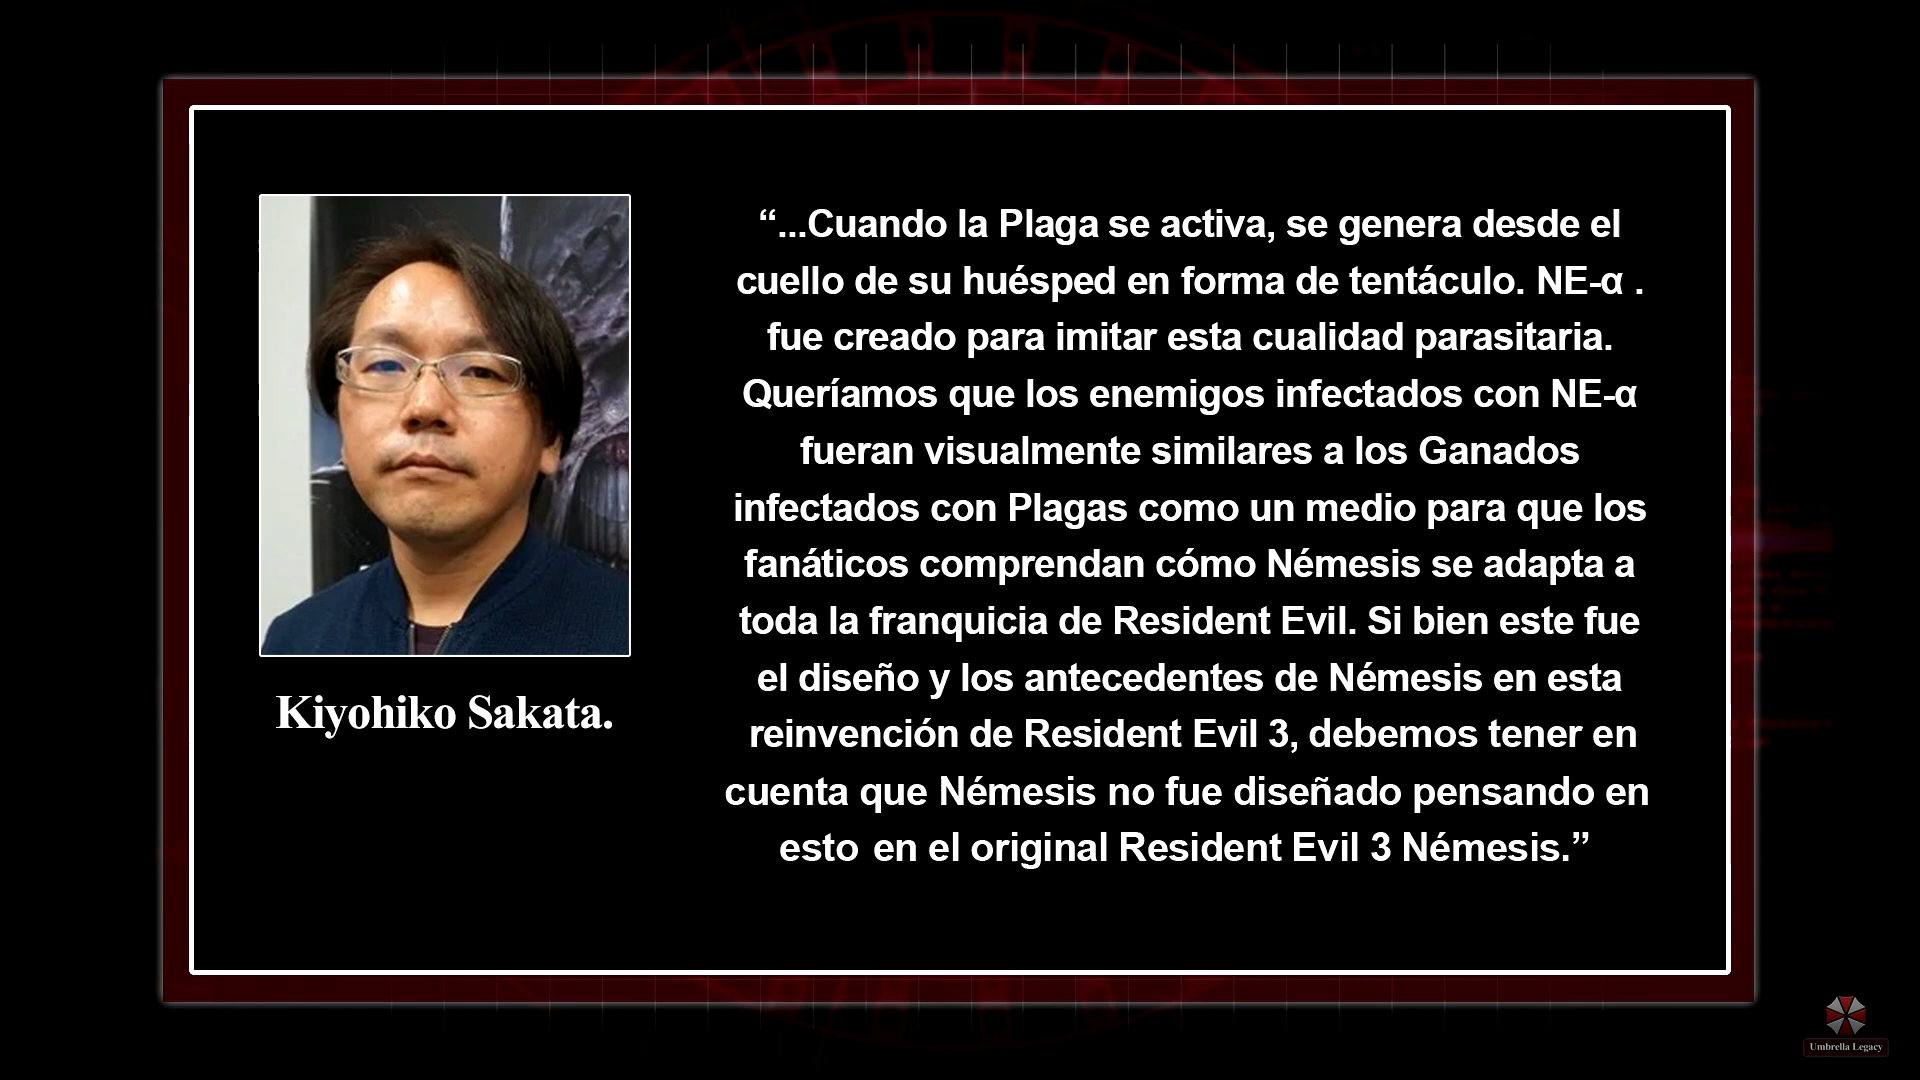 “...Cuando la Plaga se activa, se genera desde el
cuello de su huésped en forma de tentáculo. NE-α .
fue creado para imitar esta cualidad parasitaria.
Queríamos que los enemigos infectados con NE-α
fueran visualmente similares a los Ganados
infectados con Plagas como un medio para que los
fanáticos comprendan cómo Némesis se adapta a
toda la franquicia de Resident Evil. Si bien este fue
el diseño y los antecedentes de Némesis en esta
reinvención de Resident Evil 3, debemos tener en
cuenta que Némesis no fue diseñado pensando en
esto en el original Resident Evil 3 Némesis.”
Kiyohiko Sakata.
Umbrella Legacy